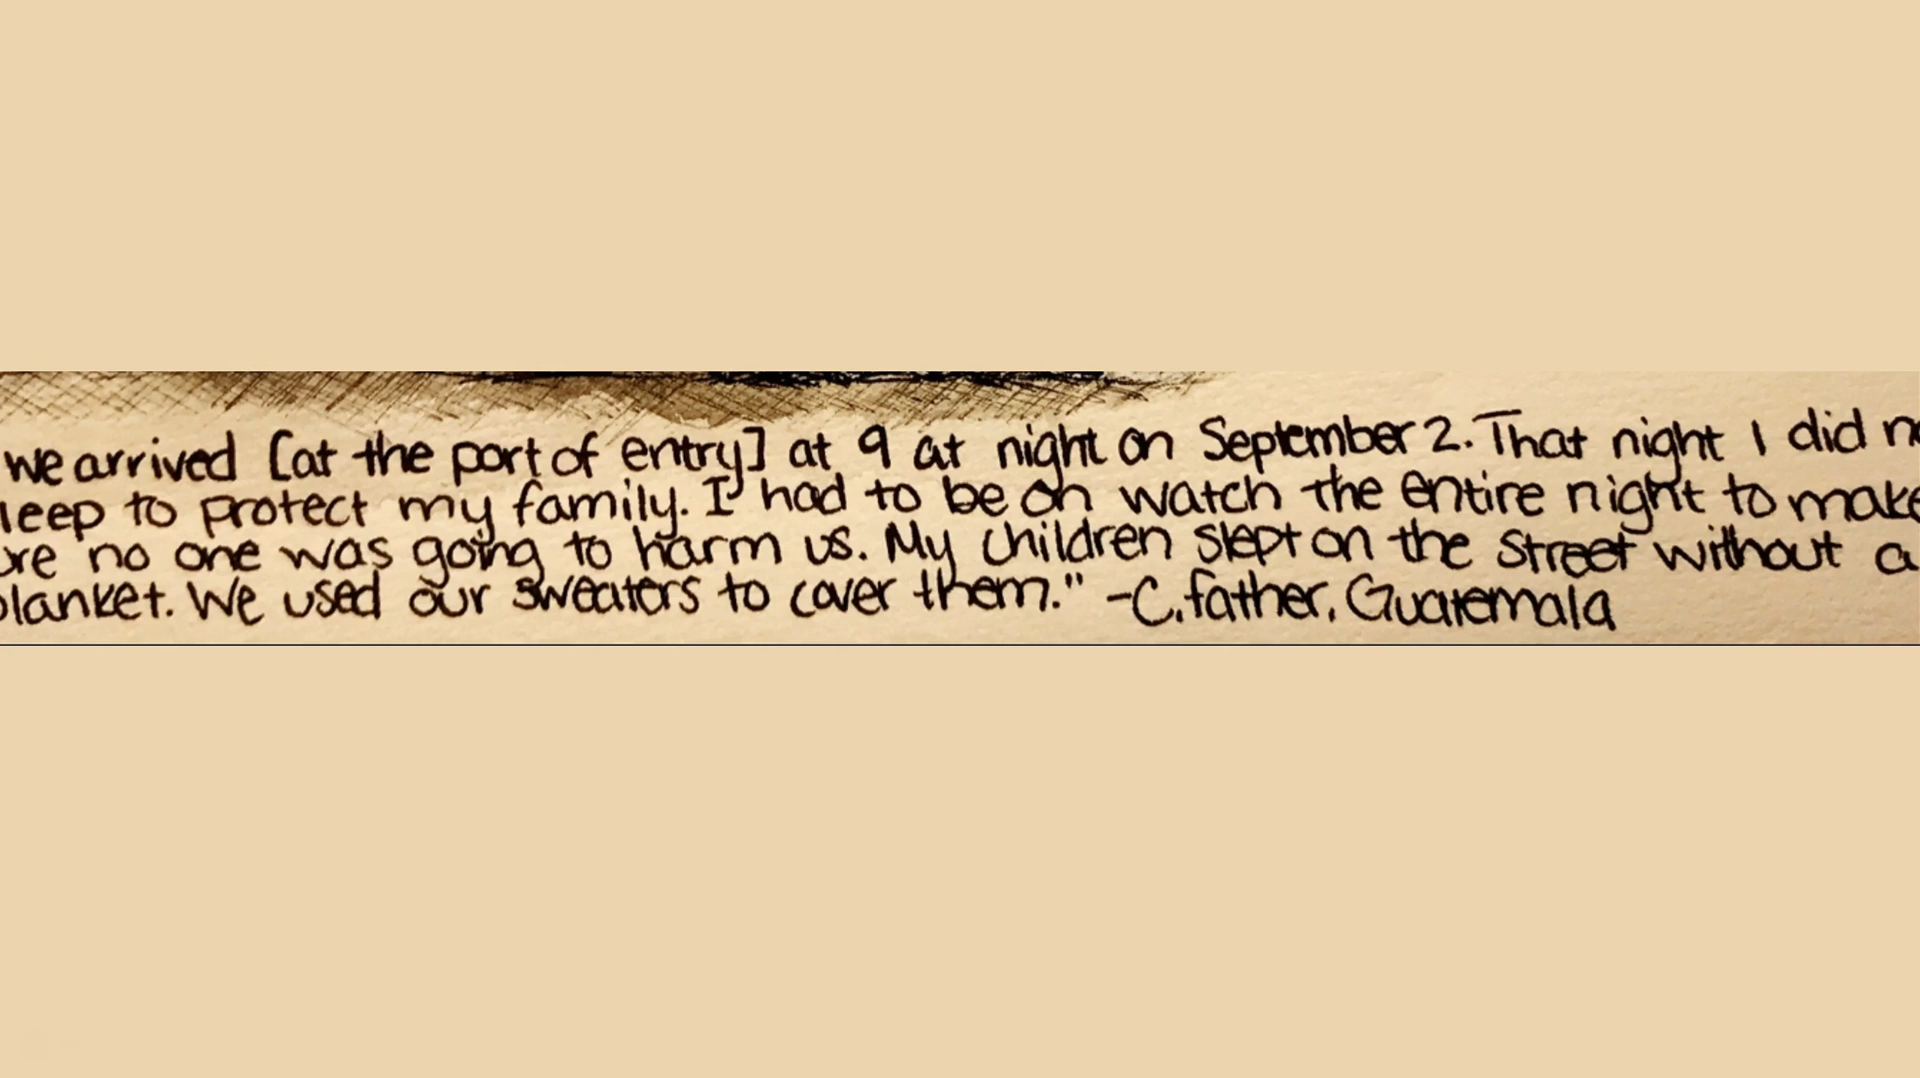 we arrived [at the port of entry] at 9 at night on September 2. That night I did
to protect my family. I had to be on watch the entire night to make
no one was going to harm us. My children slept on the street without a
lanket. We used our sweaters to cover them." -C, father, Guatemala